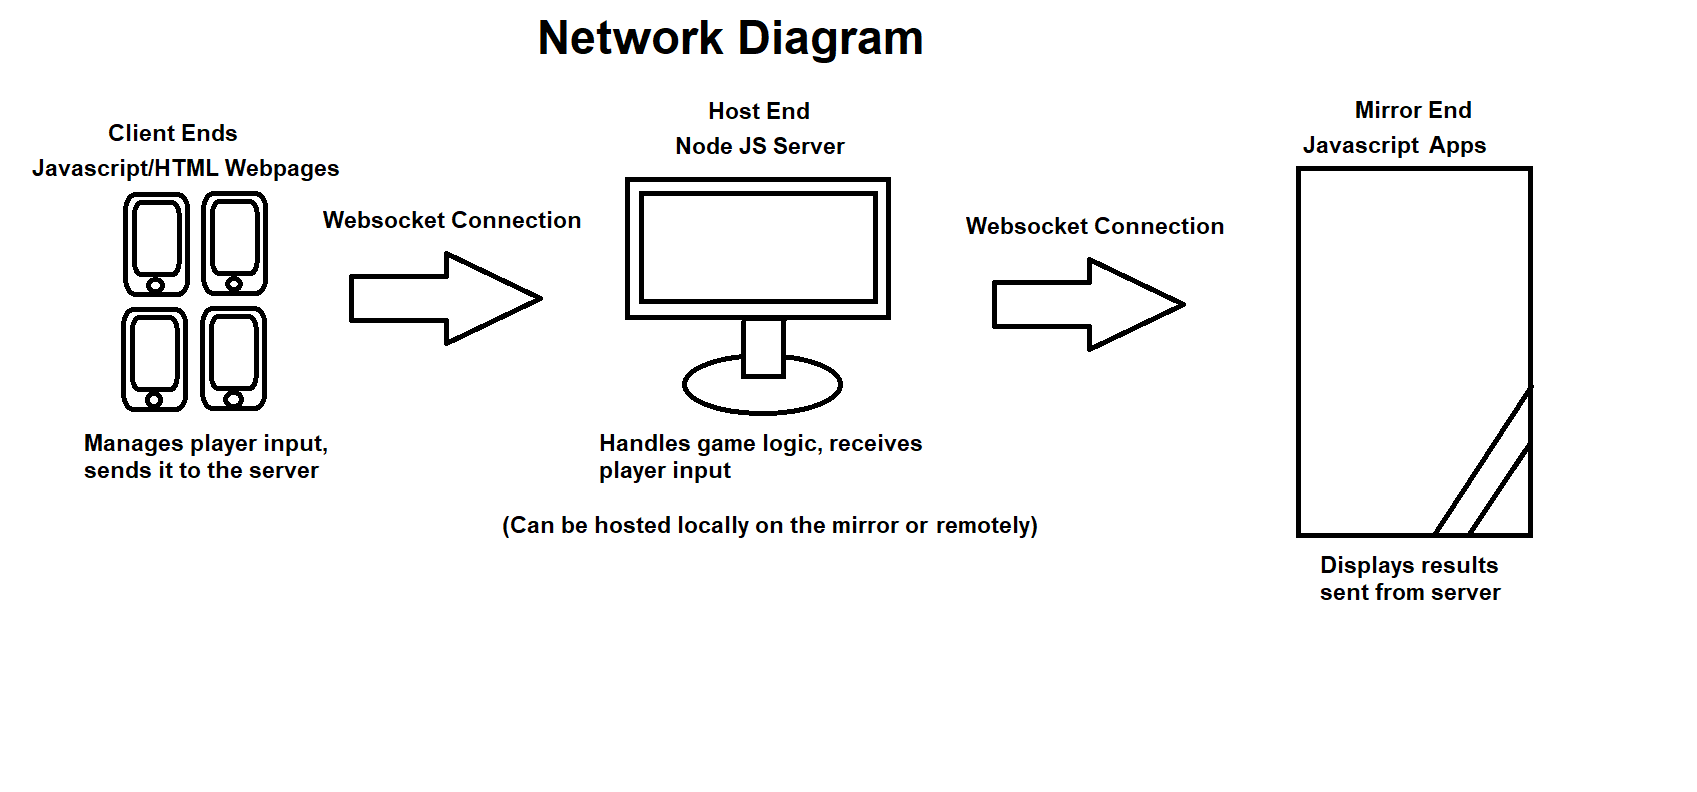 Network Diagram
Client Ends
Javascript/HTML Webpages
Websocket Connection
Manages player input,
sends it to the server
Host End
Node JS Server
Handles game logic, receives
player input
(Can be hosted locally on the mirror or remotely)
Websocket Connection
Mirror End
Javascript Apps
Displays results
sent from server